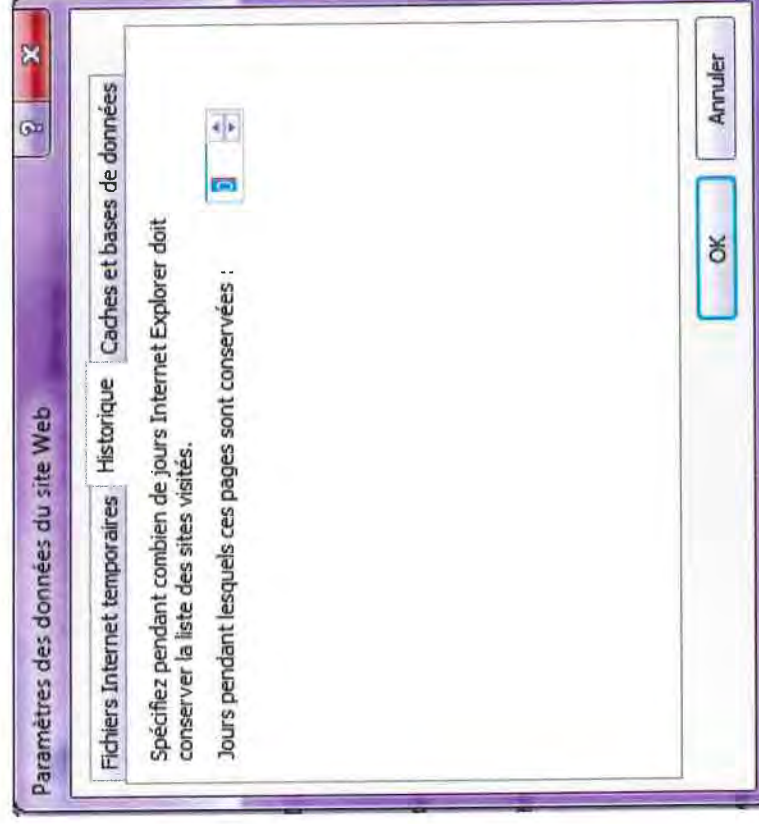 Paramètres des données du site Web
? X
Fichiers Internet temporaires Historique Caches et bases de données
Spécifiez pendant combien de jours Internet Explorer doit
conserver la liste des sites visités.
Jours pendant lesquels ces pages sont conservées : 0
OK Annuler